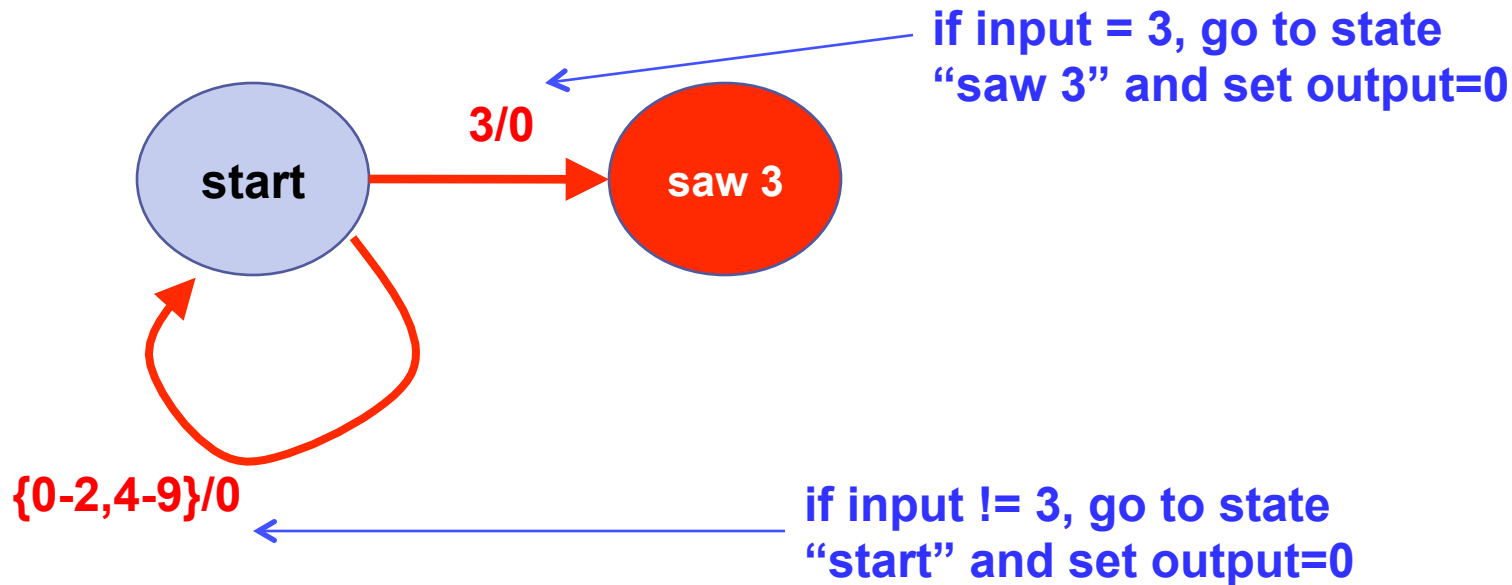 if input = 3, go to state
“saw 3” and set output=0
3/0
start
saw 3
{0-2,4-9}/0
if input != 3, go to state
“start” and set output=0